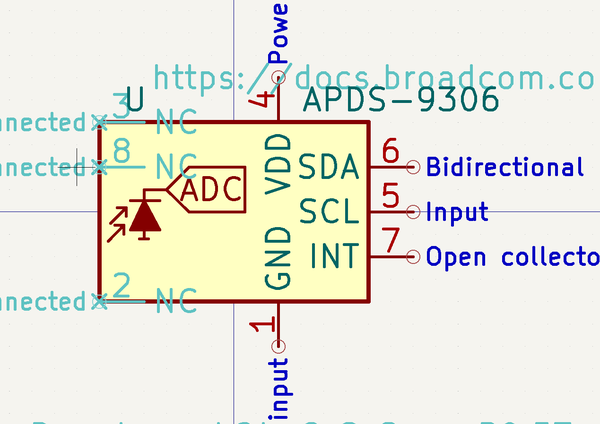 Powe
https://docs.broadcom.co
U
APDS-9306
4
3
NC
nnected
8
NC
nnected
ADC
VDD
SDA
6
Bidirectional
SCL
5
Input
INT
7
Open collecto
GND
2
NC
nnected
1
input